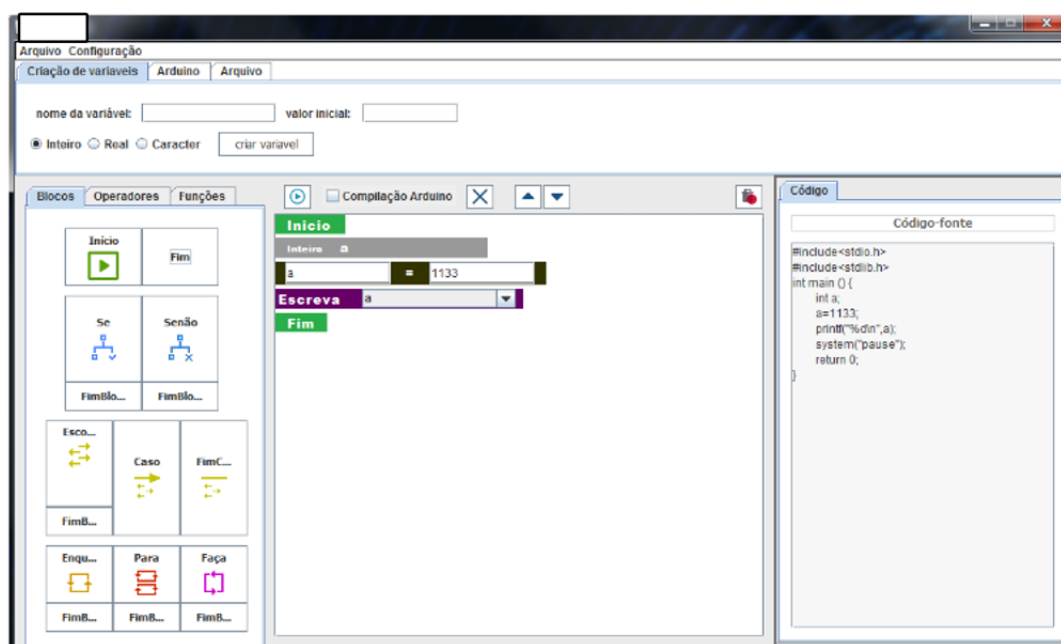 Arquivo Configuração
Criação de variaveis Arduino Arquivo
nome da variável: valor inicial:
Inteiro Real Caracter criar variavel
Blocos Operadores Funções
Início
Fim
Se Senão
FimBlo... FimBlo...
Esco...
Caso FimC...
FimB...
Enqu... Para Faça
FimB... FimB... FimB...
Compilação Arduino
Inicio
Inteiro a
a = 1133
Escreva a
Fim
Código
Código-fonte
#include<stdio.h>
#include<stdlib.h>
int main () {
int a;
a=1133;
printf("%d\n",a);
system("pause");
return 0;
}